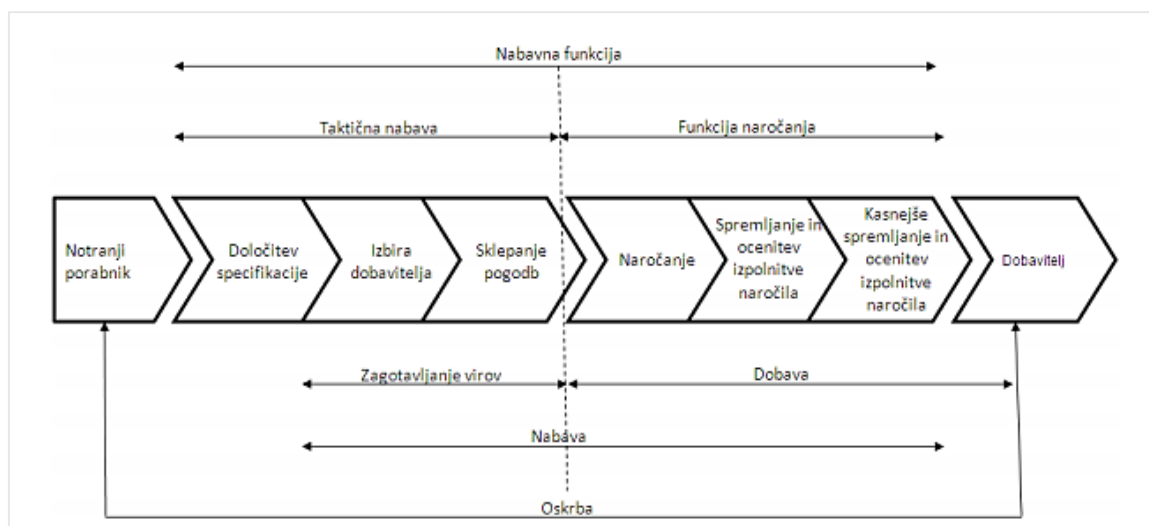 Nabavna funkcija
Taktična nabava
Funkcija naročanja
Notranji
porabnik
Določitev
specifikacije
Izbira
dobavitelja
Sklepanje
pogodb
Naročanje
Spremljanje in
ocenitev
izpolnitve
naročila
Kasnejše
spremljanje in
ocenitev
izpolnitve
naročila
Dobavitelj
Zagotavljanje virov
Dobava
Nabava
Oskrba